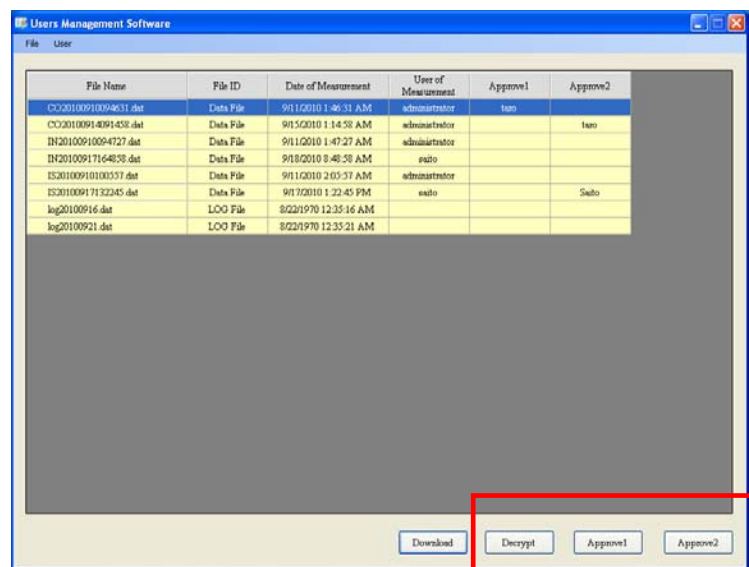 Users Management Software
File User
File Name File ID Date of Measurement User of Measurement Approve1 Approve2
CO20100910094631.dat Data File 9/11/2010 1:46:31 AM administrator taro
CO20100914091458.dat Data File 9/15/2010 1:14:58 AM administrator taro
IN20100910094727.dat Data File 9/11/2010 1:47:27 AM administrator
IN20100917164858.dat Data File 9/18/2010 8:48:58 AM saito
IS20100910100557.dat Data File 9/11/2010 2:05:57 AM administrator
IS20100917132245.dat Data File 9/17/2010 1:22:45 PM saito Saito
log20100916.dat LOG File 8/22/1970 12:35:16 AM
log20100921.dat LOG File 8/22/1970 12:35:21 AM
Download Decrypt Approve1 Approve2